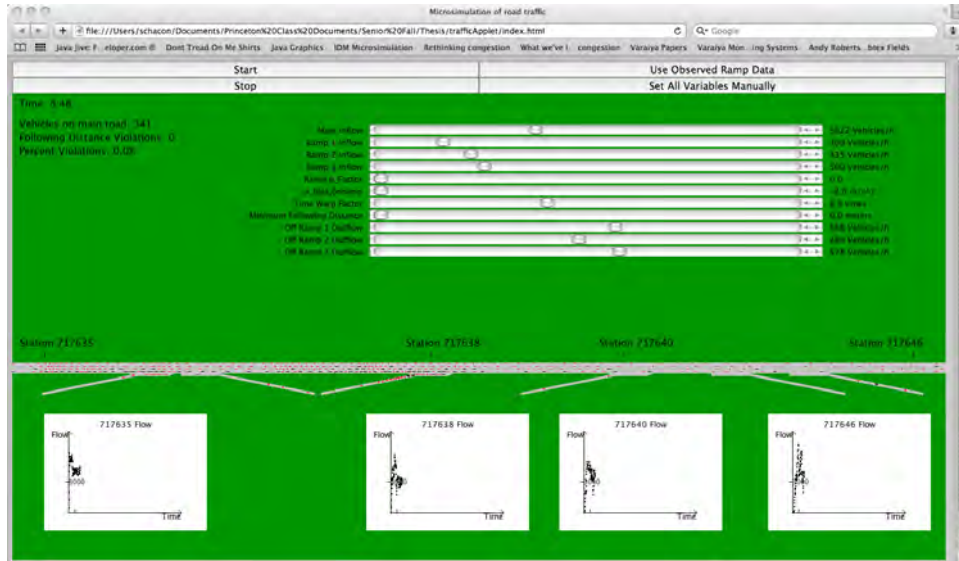 Microsimulation of road traffic
file:///Users/schacon/Documents/Princeton%20Class%20Documents/Senior%20Fall/Thesis/trafficApplet/index.html
Google
Java Jive: F...eloper.com Dont Tread On Me Shirts Java Graphics IDM Microsimulation Rethinking congestion What we've l...congestion Varaiya Papers Varaiya Mon...ing Systems Andy Roberts...btex Fields
Start
Use Observed Ramp Data
Stop
Set All Variables Manually
Time: 5:48
Vehicles on main road: 541
Following Distance Violations: 0
Percent Violations: 0.0%
Main Inflow
Ramp 1 Inflow
Ramp 2 Inflow
Ramp 3 Inflow
Time Warp Factor
Minimum Following Distance
0.0 meters
Off Ramp 1 Outflow
Off Ramp 2 Outflow
Off Ramp 3 Outflow
Station 717635
Station 717638
Station 717640
Station 717646
717635 Flow
Flow
Time
717638 Flow
Flow
Time
717640 Flow
Flow
Time
717646 Flow
Flow
Time